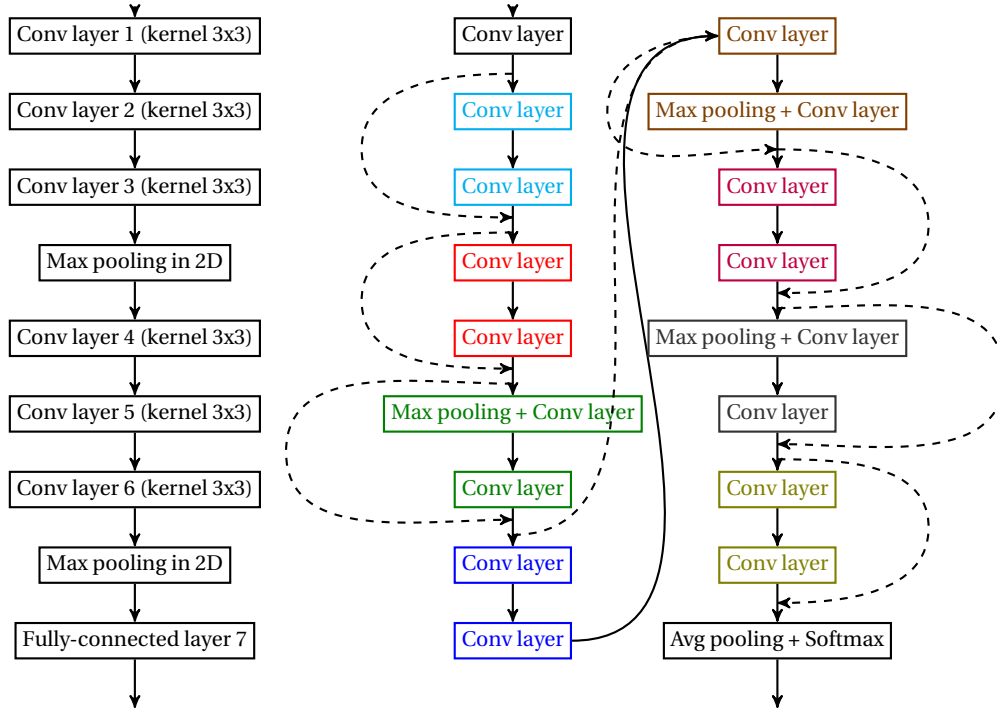 Conv layer 1 (kernel 3x3)
Conv layer 2 (kernel 3x3)
Conv layer 3 (kernel 3x3)
Max pooling in 2D
Conv layer 4 (kernel 3x3)
Conv layer 5 (kernel 3x3)
Conv layer 6 (kernel 3x3)
Max pooling in 2D
Fully-connected layer 7
Conv layer
Conv layer
Conv layer
Conv layer
Conv layer
Max pooling + Conv layer
Conv layer
Conv layer
Conv layer
Conv layer
Max pooling + Conv layer
Conv layer
Conv layer
Max pooling + Conv layer
Conv layer
Conv layer
Conv layer
Avg pooling + Softmax